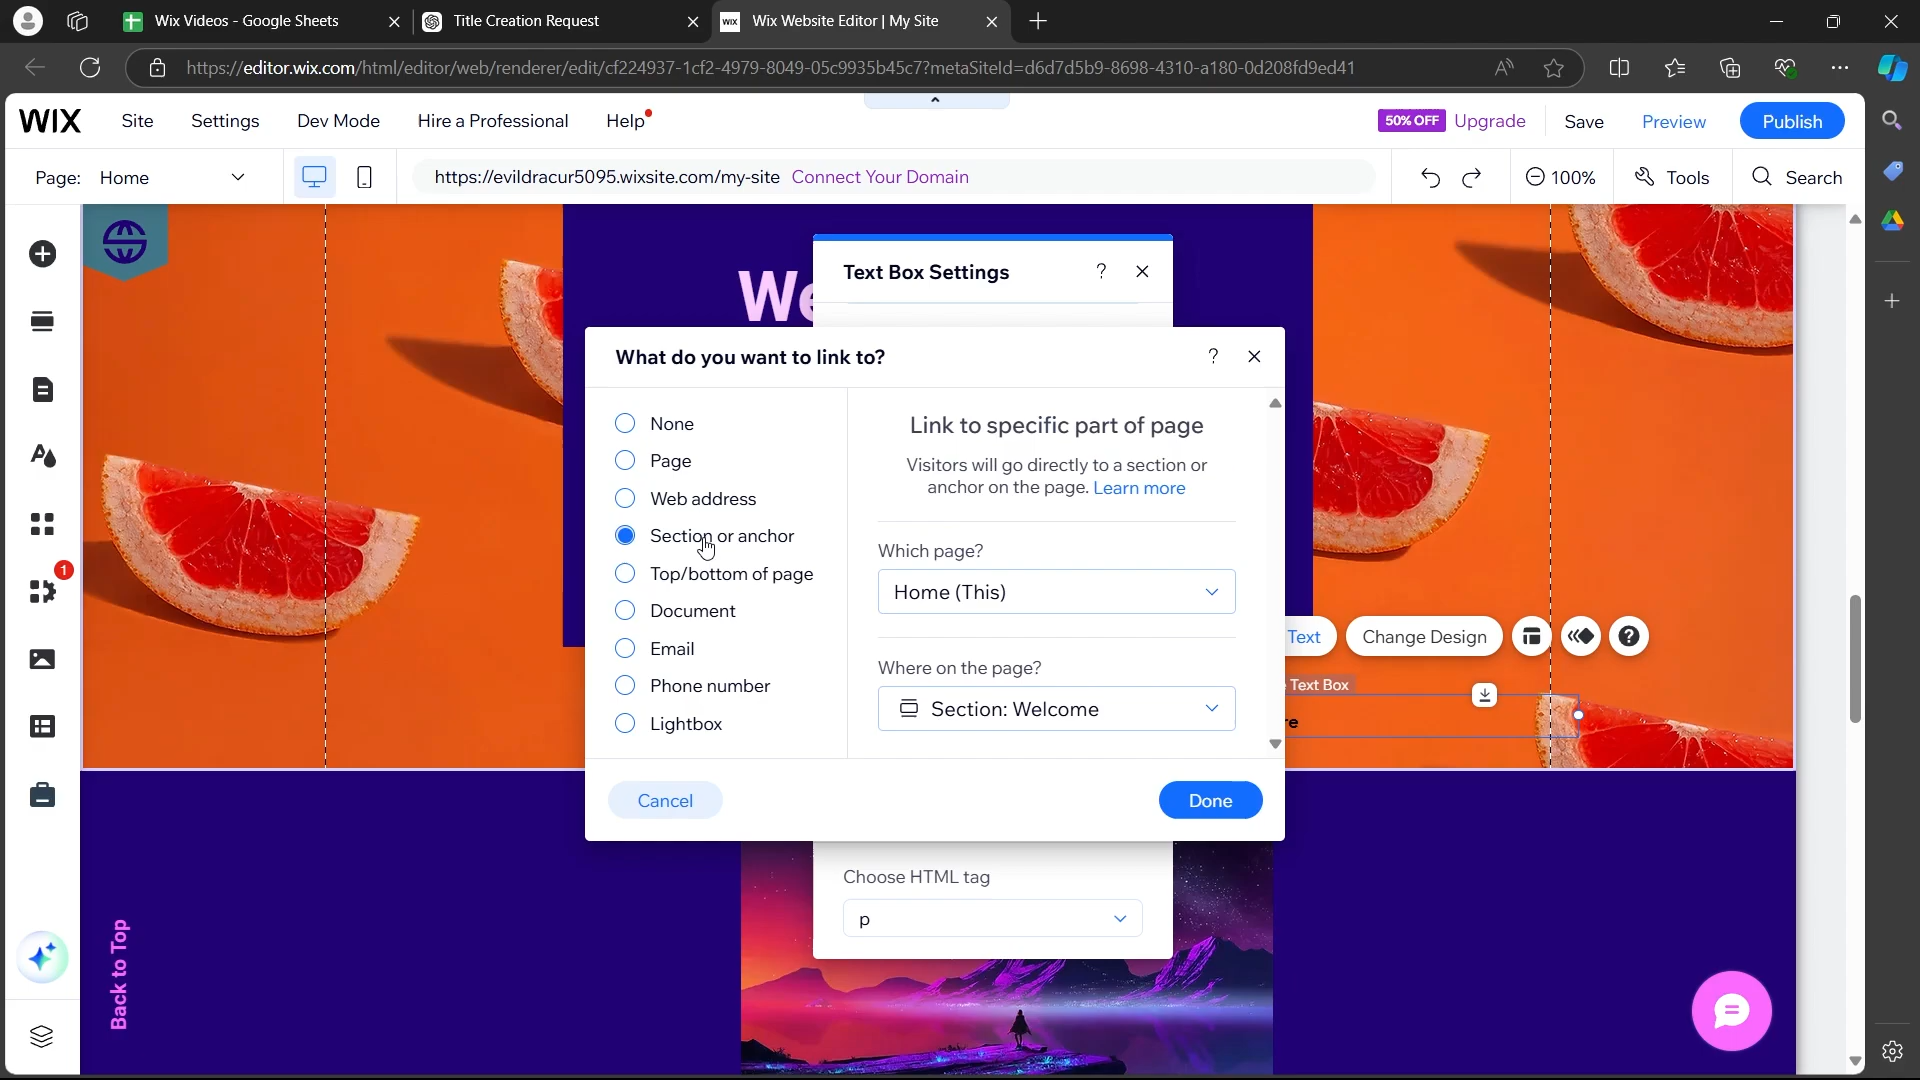 Wix Videos - Google Sheets
Title Creation Request
WIX Wix Website Editor | My Site
https://editor.wix.com/html/editor/web/renderer/edit/cf224937-1cf2-4979-8049-05c9935b45c7?metaSiteId=d6d7d5b9-8698-4310-a180-0d208fd9ed41
WIX Site Settings Dev Mode Hire a Professional Help 50% OFF Upgrade Save Preview Publish
Page: Home https://evildracur5095.wixsite.com/my-site Connect Your Domain 100% Tools Search
Text Box Settings ?
We
What do you want to link to? ?
None
Page
Web address
Section or anchor
Top/bottom of page
Document
Email
Phone number
Lightbox
Link to specific part of page
Visitors will go directly to a section or
anchor on the page. Learn more
Which page?
Home (This)
Where on the page?
Section: Welcome
Cancel Done
Text Change Design ?
Text Box
re
1
Choose HTML tag
p
Back to Top